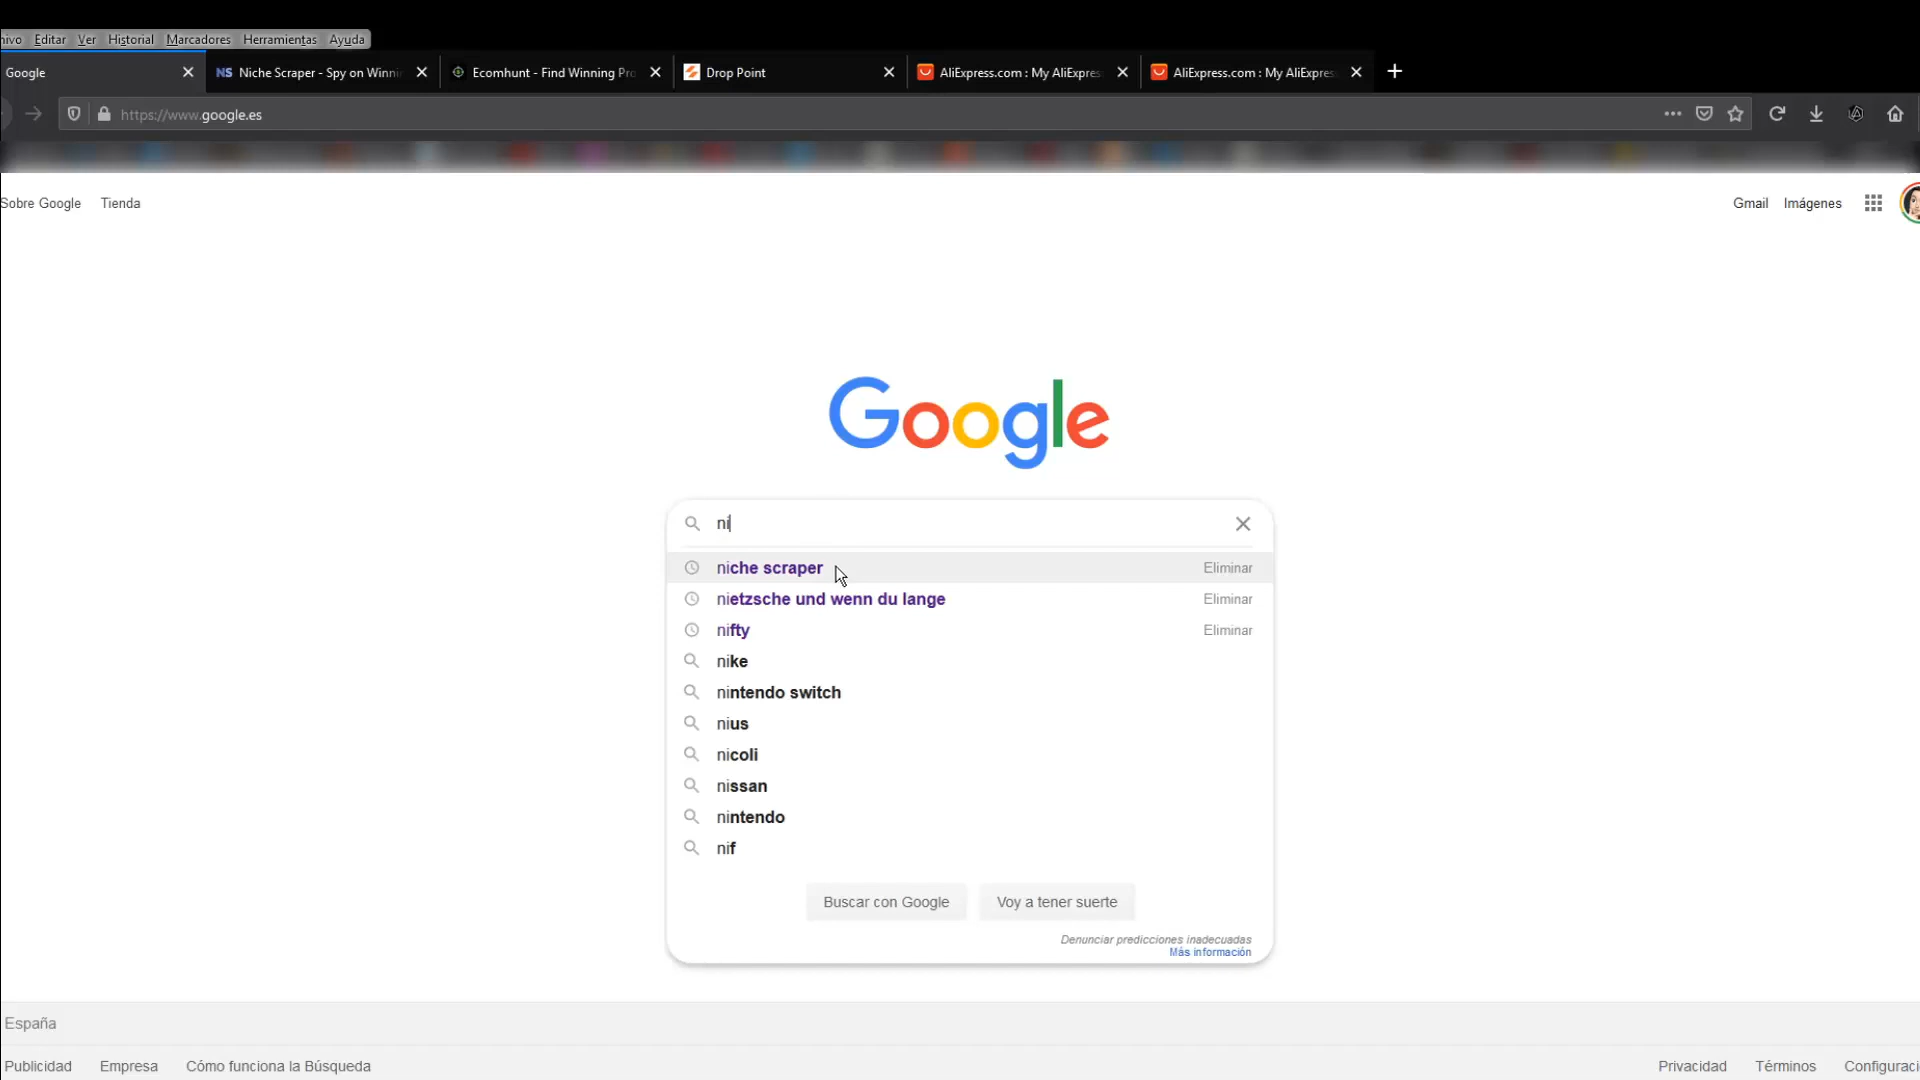 Editar Ver Historial Marcadores Herramientas Ayuda
Google NS Niche Scraper - Spy on Winni Ecomhunt - Find Winning Pro Drop Point AliExpress.com : My AliExpres AliExpress.com : My AliExpres
https://www.google.es
Sobre Google Tienda Gmail Imágenes
Google
ni
niche scraper Eliminar
nietzsche und wenn du lange Eliminar
nifty Eliminar
nike
nintendo switch
nius
nicoli
nissan
nintendo
nif
Buscar con Google Voy a tener suerte
Denunciar predicciones inadecuadas
Más información
España
Publicidad Empresa Cómo funciona la Búsqueda Privacidad Términos Configuraci